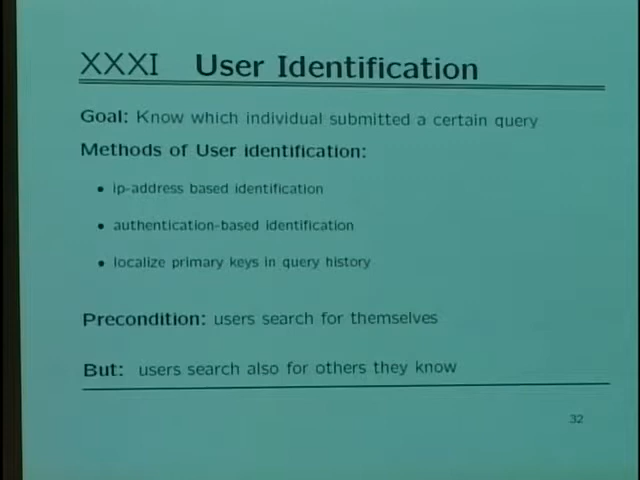 XXXI User Identification
Goal: Know which individual submitted a certain query
Methods of User identification:
• ip-address based identification
• authentication-based identification
• localize primary keys in query history
Precondition: users search for themselves
But: users search also for others they know
32